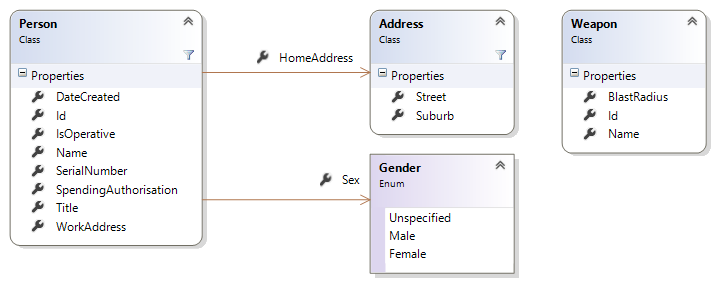 Person
Class
Properties
DateCreated
Id
IsOperative
Name
SerialNumber
SpendingAuthorisation
Title
WorkAddress
HomeAddress
Sex
Address
Class
Properties
Street
Suburb
Gender
Enum
Unspecified
Male
Female
Weapon
Class
Properties
BlastRadius
Id
Name